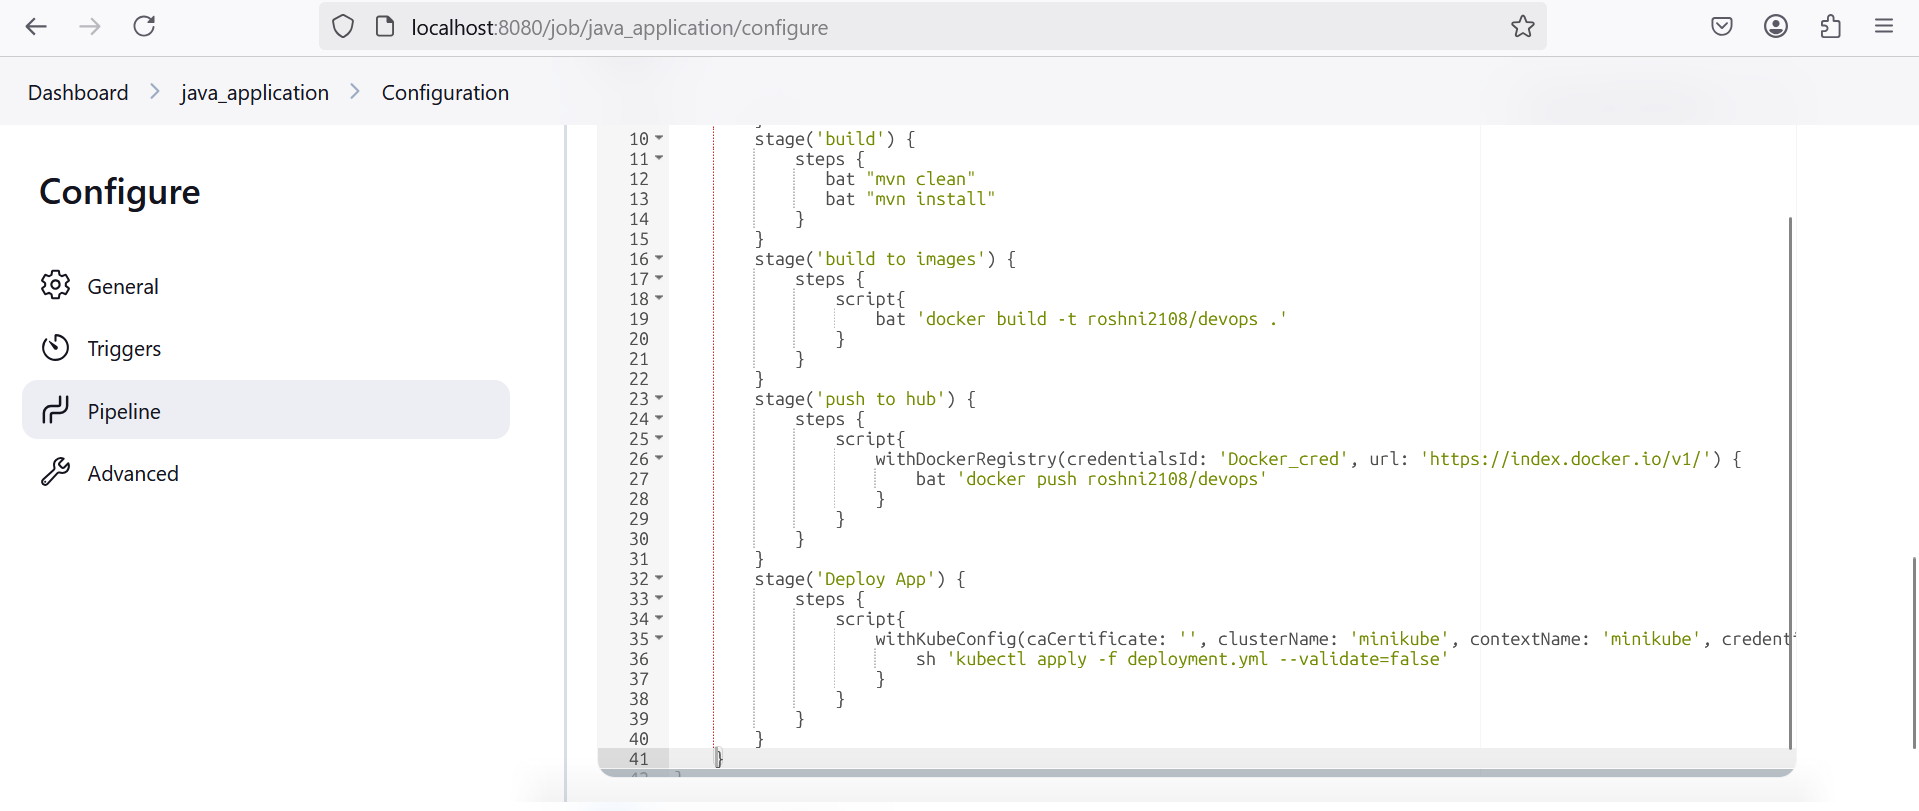 localhost:8080/job/java_application/configure
Dashboard > java_application > Configuration
Configure
General
Triggers
Pipeline
Advanced
10 stage('build') {
11 steps {
12 bat "mvn clean"
13 bat "mvn install"
14 }
15 }
16 stage('build to images') {
17 steps {
18 script{
19 bat 'docker build -t roshni2108/devops .'
20 }
21 }
22 }
23 stage('push to hub') {
24 steps {
25 script{
26 withDockerRegistry(credentialsId: 'Docker_cred', url: 'https://index.docker.io/v1/') {
27 bat 'docker push roshni2108/devops'
28 }
29 }
30 }
31 }
32 stage('Deploy App') {
33 steps {
34 script{
35 withKubeConfig(caCertificate: '', clusterName: 'minikube', contextName: 'minikube', credenti
36 sh 'kubectl apply -f deployment.yml --validate=false'
37 }
38 }
39 }
40 }
41 }